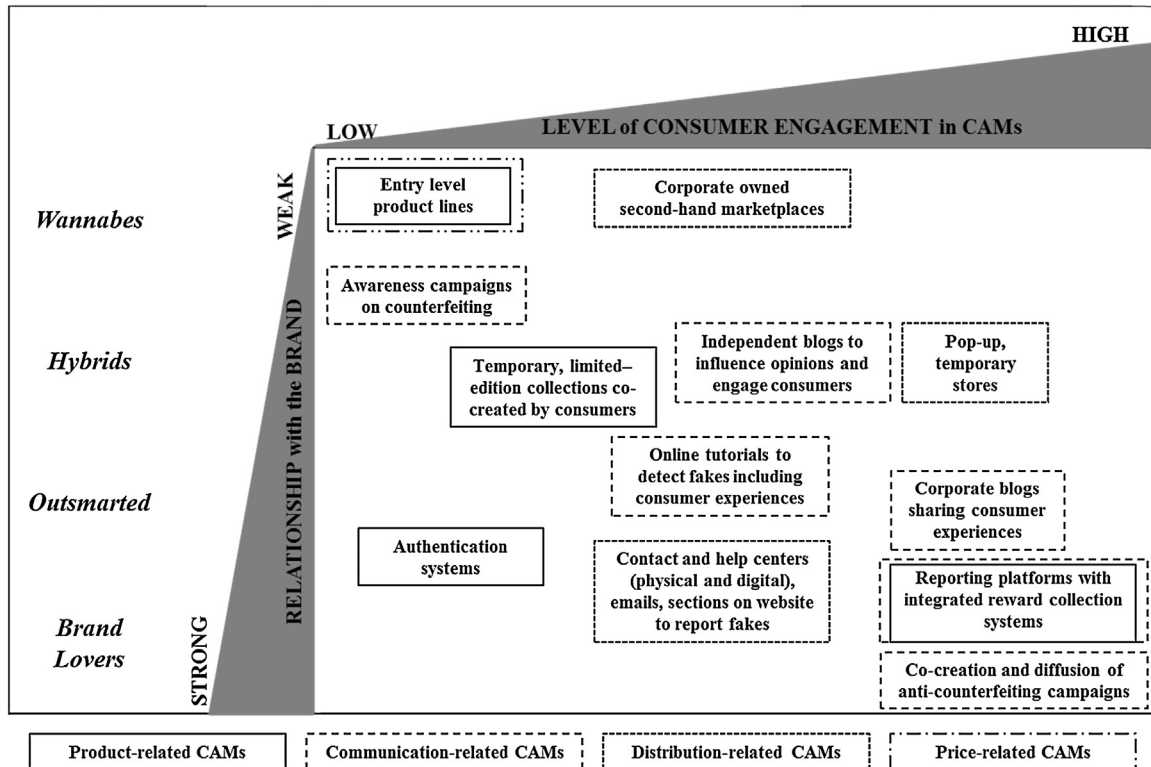 HIGH
LOW
LEVEL of CONSUMER ENGAGEMENT in CAMs
WEAK
RELATIONSHIP with the BRAND
STRONG
Wannabes
Entry level
product lines
Corporate owned
second-hand marketplaces
Awareness campaigns
on counterfeiting
Hybrids
Temporary, limited–
edition collections co-
created by consumers
Independent blogs to
influence opinions and
engage consumers
Pop-up,
temporary
stores
Outsmarted
Online tutorials to
detect fakes including
consumer experiences
Corporate blogs
sharing consumer
experiences
Authentication
systems
Contact and help centers
(physical and digital),
emails, sections on website
to report fakes
Reporting platforms with
integrated reward collection
systems
Brand
Lovers
Co-creation and diffusion of
anti-counterfeiting campaigns
Product-related CAMs
Communication-related CAMs
Distribution-related CAMs
Price-related CAMs